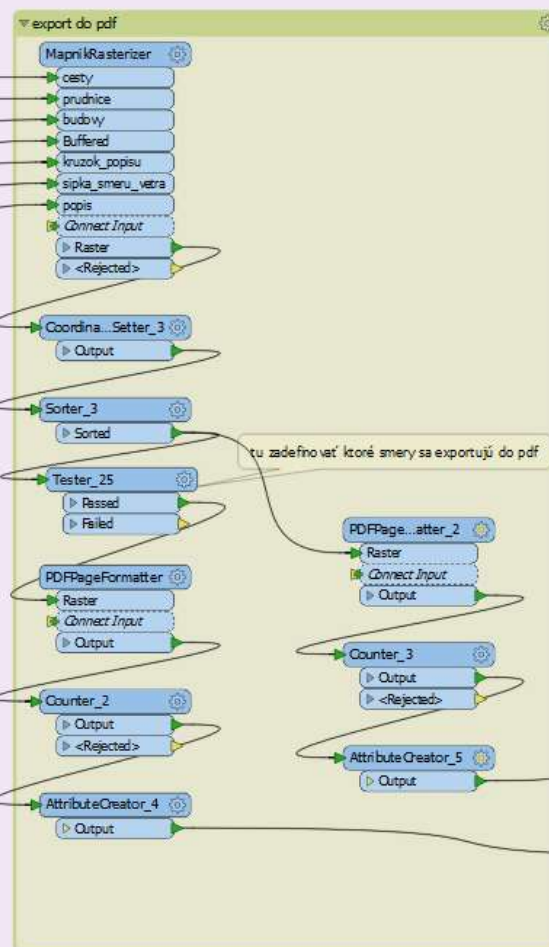 export do pdf
MapnikRasterizer
cesty
prudnice
budovy
Buffered
kruzok_popisu
sipka_smeru_vetra
popis
Connect Input
Raster
<Rejected>
Coordina...Setter_3
Output
Sorter_3
Sorted
tu zadefinovať ktoré smery sa exportujú do pdf
Tester_25
Passed
Failed
PDFPageFormatter
Raster
Connect Input
Output
Counter_2
Output
<Rejected>
AttributeCreator_4
Output
PDFPage...atter_2
Raster
Connect Input
Output
Counter_3
Output
<Rejected>
AttributeCreator_5
Output